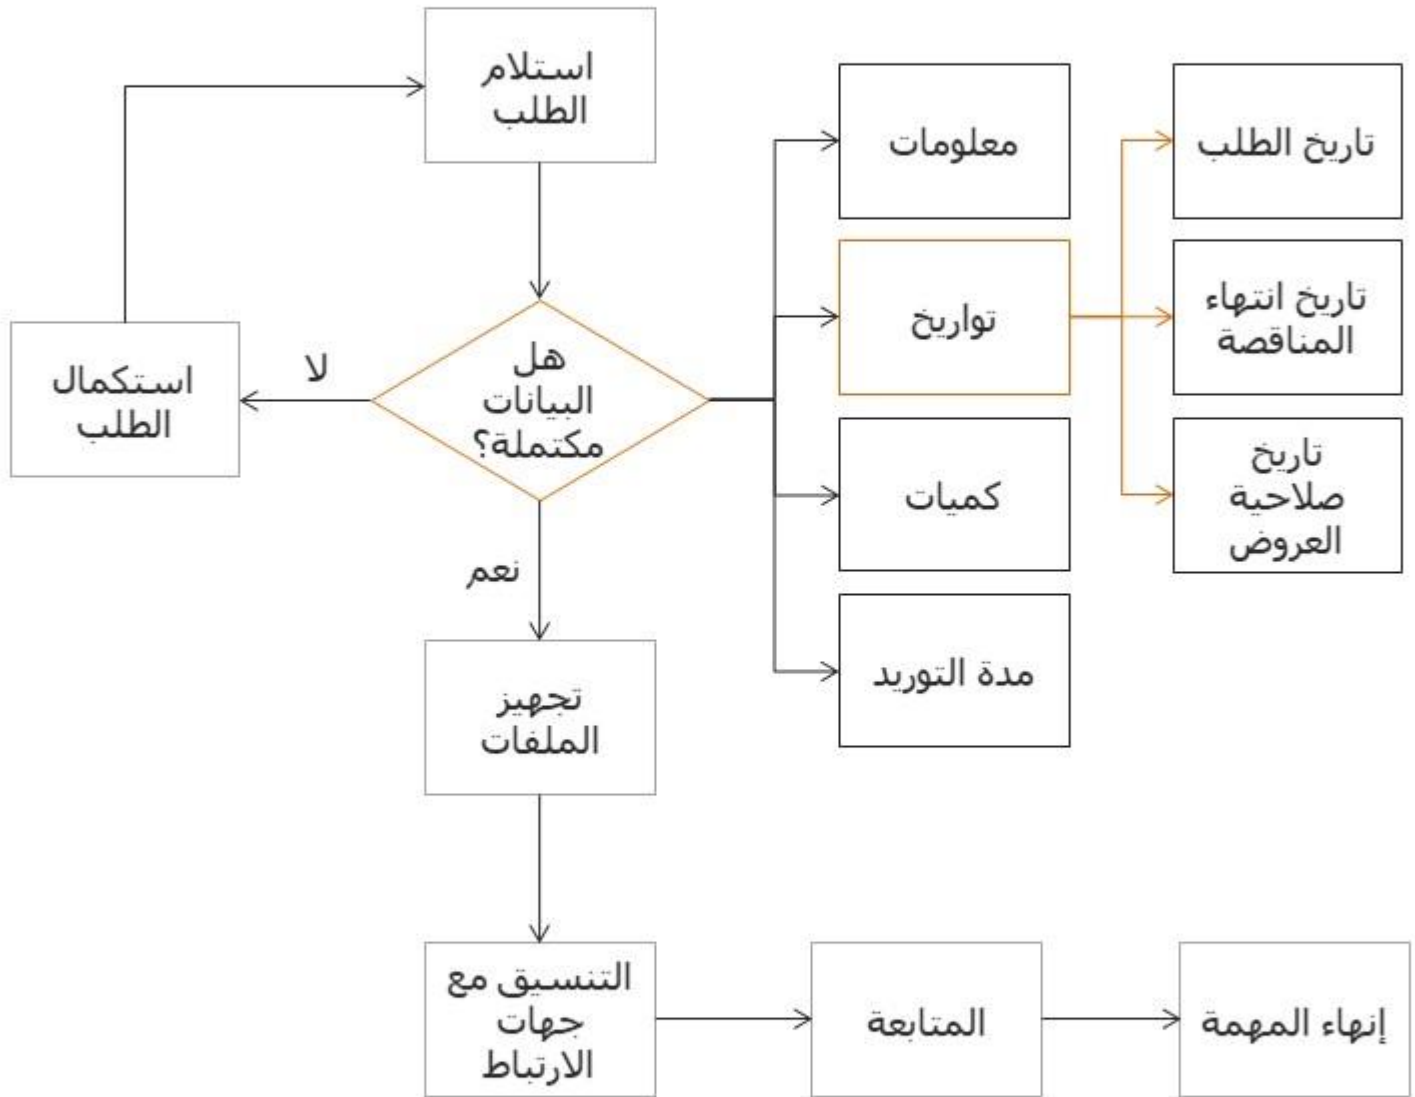 استلام
الطلب
معلومات
تاريخ الطلب
تواريخ
تاريخ انتهاء
المناقصة
هل
البيانات
مكتملة؟
لا
استكمال
الطلب
كميات
تاريخ
صلاحية
العروض
نعم
مدة التوريد
تجهيز
الملفات
التنسيق مع
جهات
الارتباط
المتابعة
إنهاء المهمة